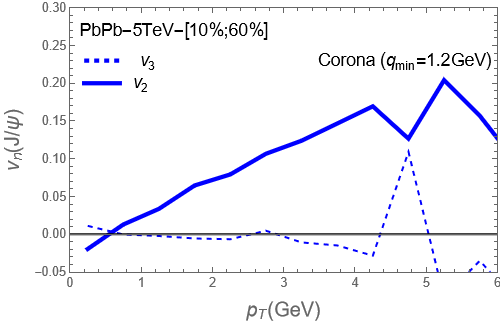 PbPb-5TeV-[10%;60%]
Corona (qmin=1.2GeV)
v3
v2
vn(J/ψ)
0.30
0.25
0.20
0.15
0.10
0.05
0.00
-0.05
0 1 2 3 4 5 6
pT(GeV)